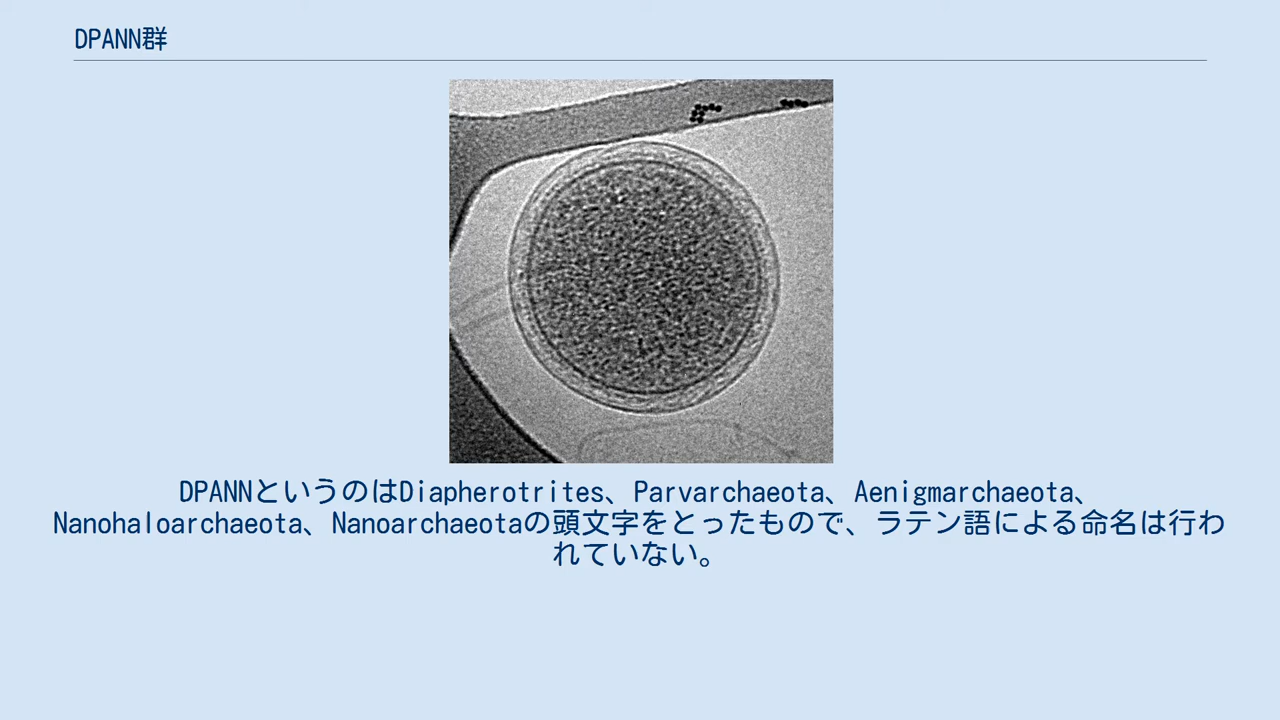 DPANN群
DPANNというのはDiapherotrites、Parvarchaeota、Aenigmarchaeota、
Nanohaloarchaeota、Nanoarchaeotaの頭文字をとったもので、ラテン語による命名は行わ
れていない。